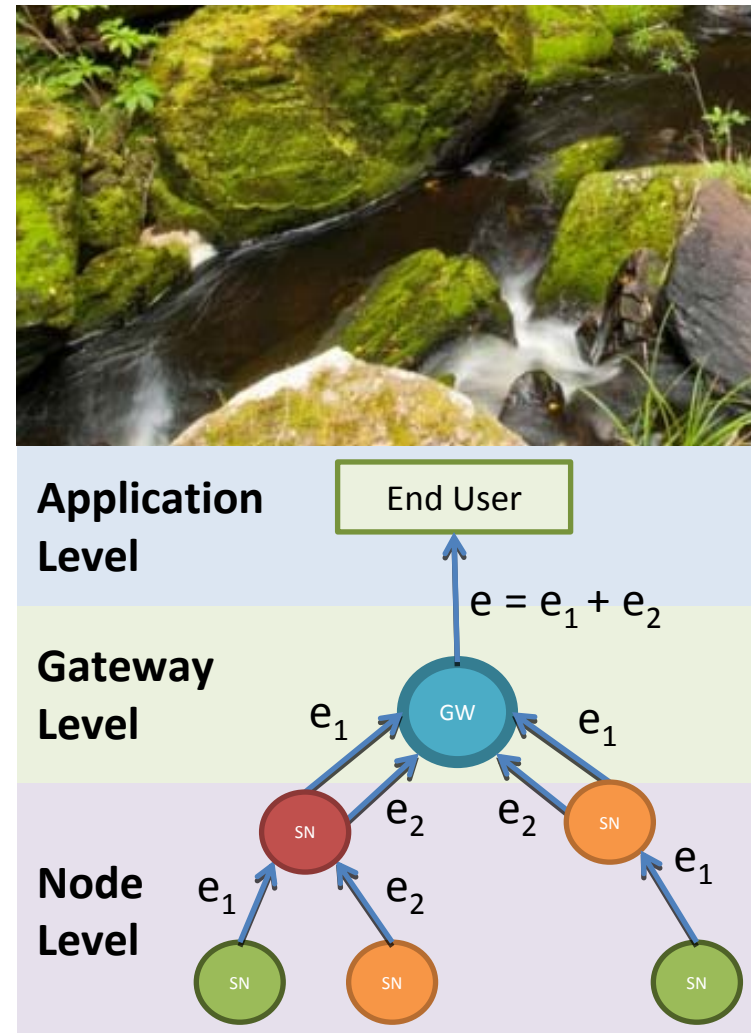 Application
Level
End User
e = e₁ + e₂
Gateway
Level
GW
e₁
e₁
e₂
e₂
SN
SN
Node
Level
e₁
e₂
e₁
SN
SN
SN